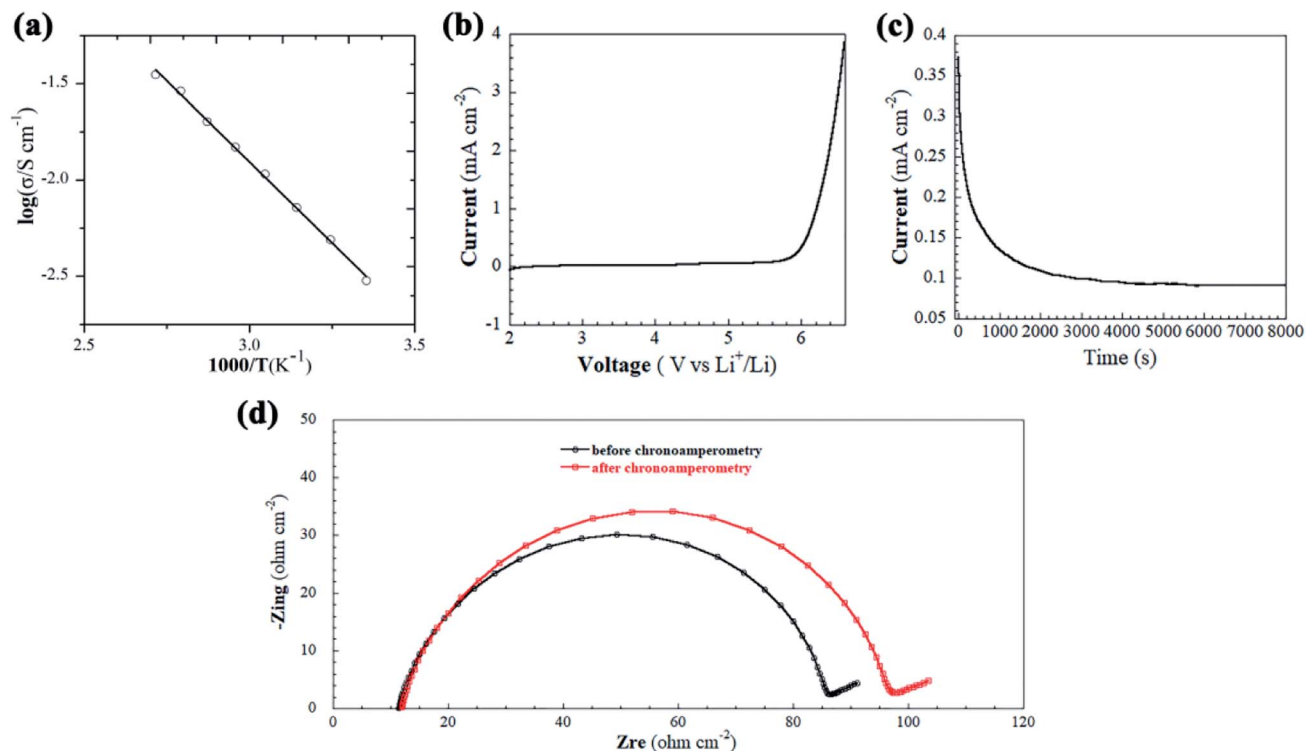 (a)
log(σ/S cm⁻¹)
-1.5
-2.0
-2.5
2.5 3.0 3.5
1000/T(K⁻¹)
(b)
Current (mA cm⁻²)
4
3
2
1
0
-1
2 3 4 5 6
Voltage ( V vs Li⁺/Li)
(c)
Current (mA cm⁻²)
0.4
0.35
0.3
0.25
0.2
0.15
0.1
0.05
0 1000 2000 3000 4000 5000 6000 7000 8000
Time (s)
(d)
-Zing (ohm cm⁻²)
50
40
30
20
10
0
before chronoamperometry
after chronoamperometry
0 20 40 60 80 100 120
Zre (ohm cm⁻²)